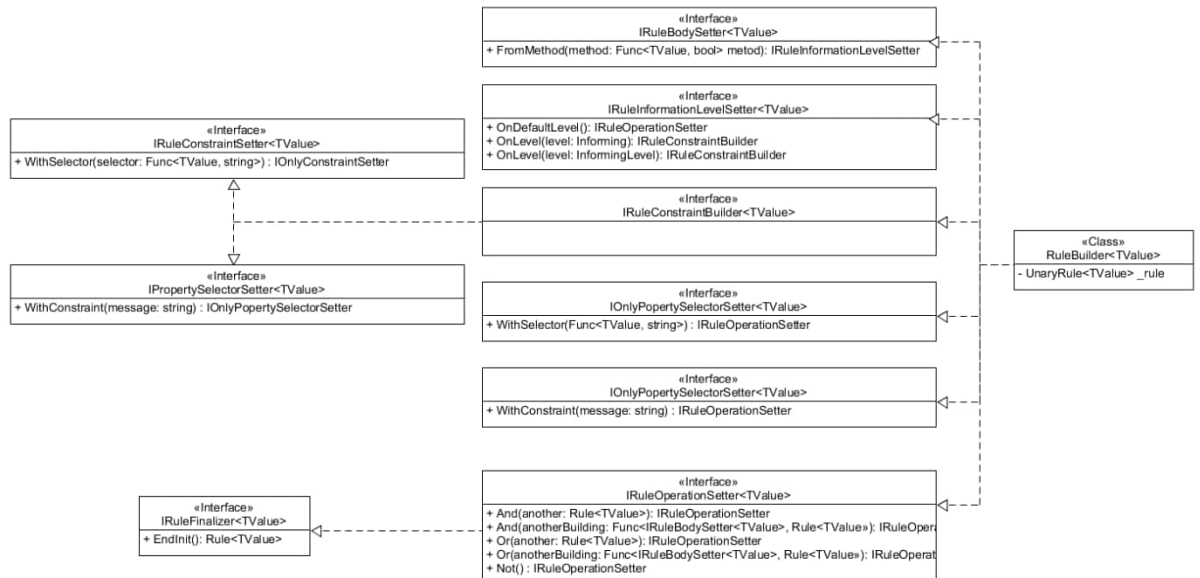 «Interface»
IRuleBodySetter<TValue>
+ FromMethod(method: Func<TValue, bool> metod): IRuleInformationLevelSetter
«Interface»
IRuleInformationLevelSetter<TValue>
+ OnDefaultLevel(): IRuleOperationSetter
+ OnLevel(level: Informing): IRuleConstraintBuilder
+ OnLevel(level: InformingLevel): IRuleConstraintBuilder
«Interface»
IRuleConstraintSetter<TValue>
+ WithSelector(selector: Func<TValue, string>) : IOnlyConstraintSetter
«Interface»
IRuleConstraintBuilder<TValue>
«Class»
RuleBuilder<TValue>
- UnaryRule<TValue> _rule
«Interface»
IPropertySelectorSetter<TValue>
+ WithConstraint(message: string) : IOnlyPopertySelectorSetter
«Interface»
IOnlyPopertySelectorSetter<TValue>
+ WithSelector(Func<TValue, string>) : IRuleOperationSetter
«Interface»
IOnlyPopertySelectorSetter<TValue>
+ WithConstraint(message: string) : IRuleOperationSetter
«Interface»
IRuleFinalizer<TValue>
+ EndInit(): Rule<TValue>
«Interface»
IRuleOperationSetter<TValue>
+ And(another: Rule<TValue>): IRuleOperationSetter
+ And(anotherBuilding: Func<IRuleBodySetter<TValue>, Rule<TValue»): IRuleOper
+ Or(another: Rule<TValue>): IRuleOperationSetter
+ Or(anotherBuilding: Func<IRuleBodySetter<TValue>, Rule<TValue»): IRuleOperat
+ Not() : IRuleOperationSetter